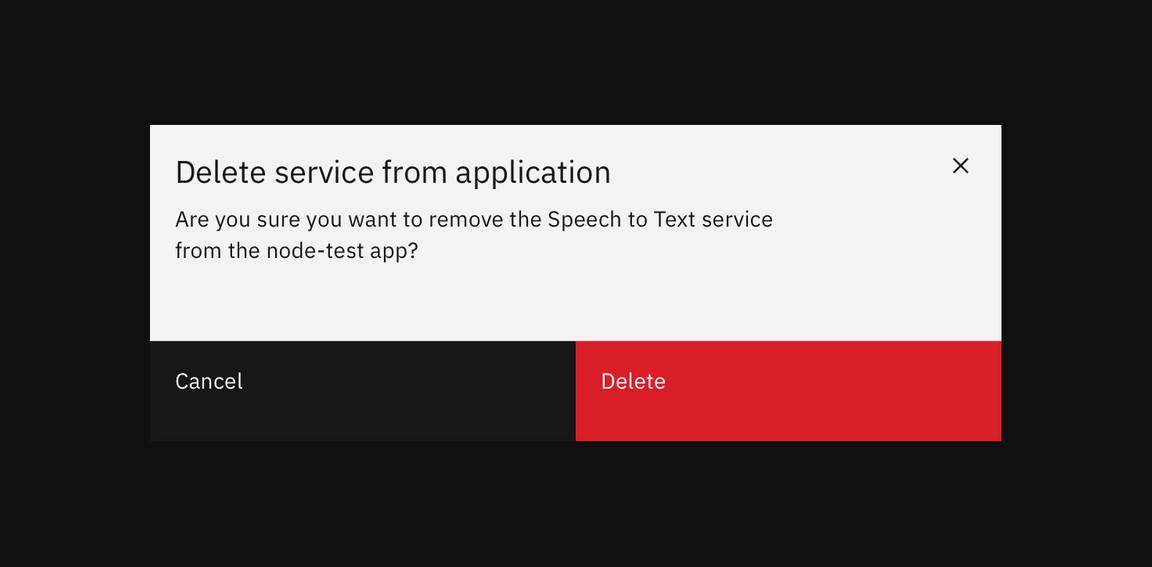 Delete service from application
Are you sure you want to remove the Speech to Text service
from the node-test app?
Cancel
Delete